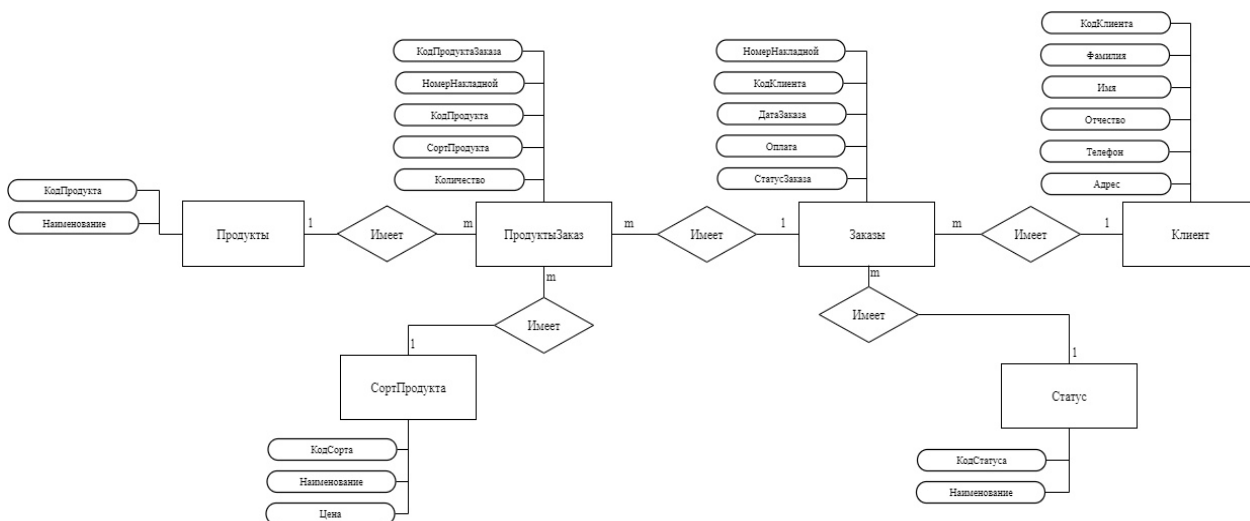 КодПродукта
Наименование
Продукты
1
Имеет
m
КодПродуктаЗаказа
НомерНакладной
КодПродукта
СортПродукта
Количество
ПродуктыЗаказ
m
Имеет
1
НомерНакладной
КодКлиента
ДатаЗаказа
Оплата
СтатусЗаказа
Заказы
m
Имеет
1
КодКлиента
Фамилия
Имя
Отчество
Телефон
Адрес
Клиент
m
Имеет
1
СортПродукта
КодСорта
Наименование
Цена
m
Имеет
1
Статус
КодСтатуса
Наименование